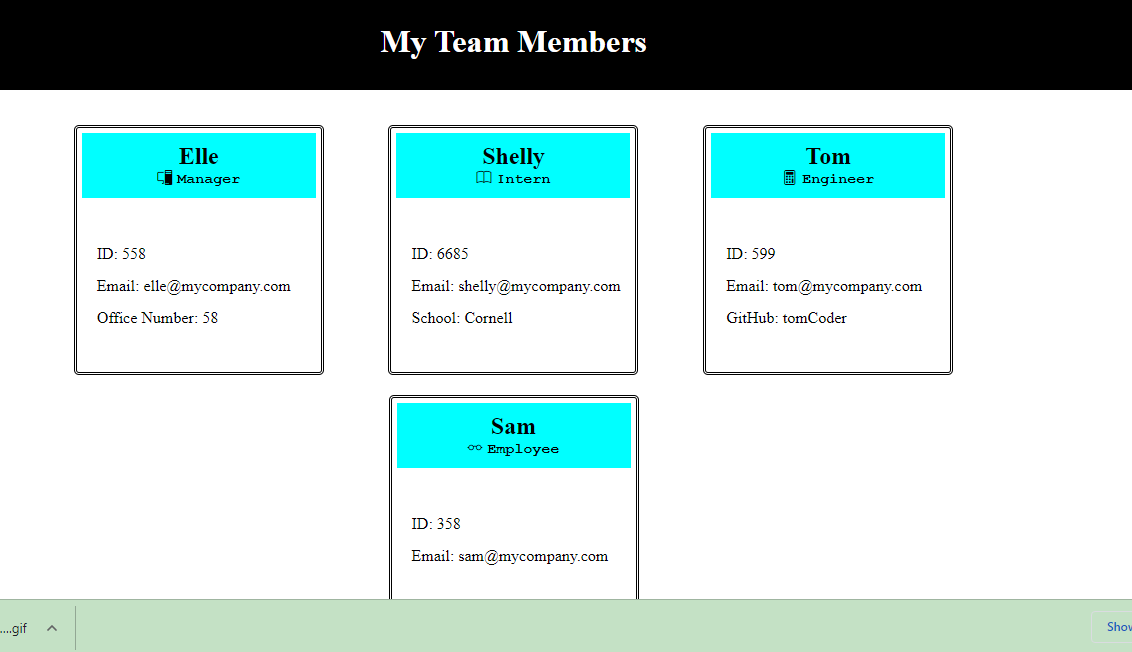 My Team Members
Elle
Manager
ID: 558
Email: elle@mycompany.com
Office Number: 58
Shelly
Intern
ID: 6685
Email: shelly@mycompany.com
School: Cornell
Tom
Engineer
ID: 599
Email: tom@mycompany.com
GitHub: tomCoder
Sam
Employee
ID: 358
Email: sam@mycompany.com
....gif